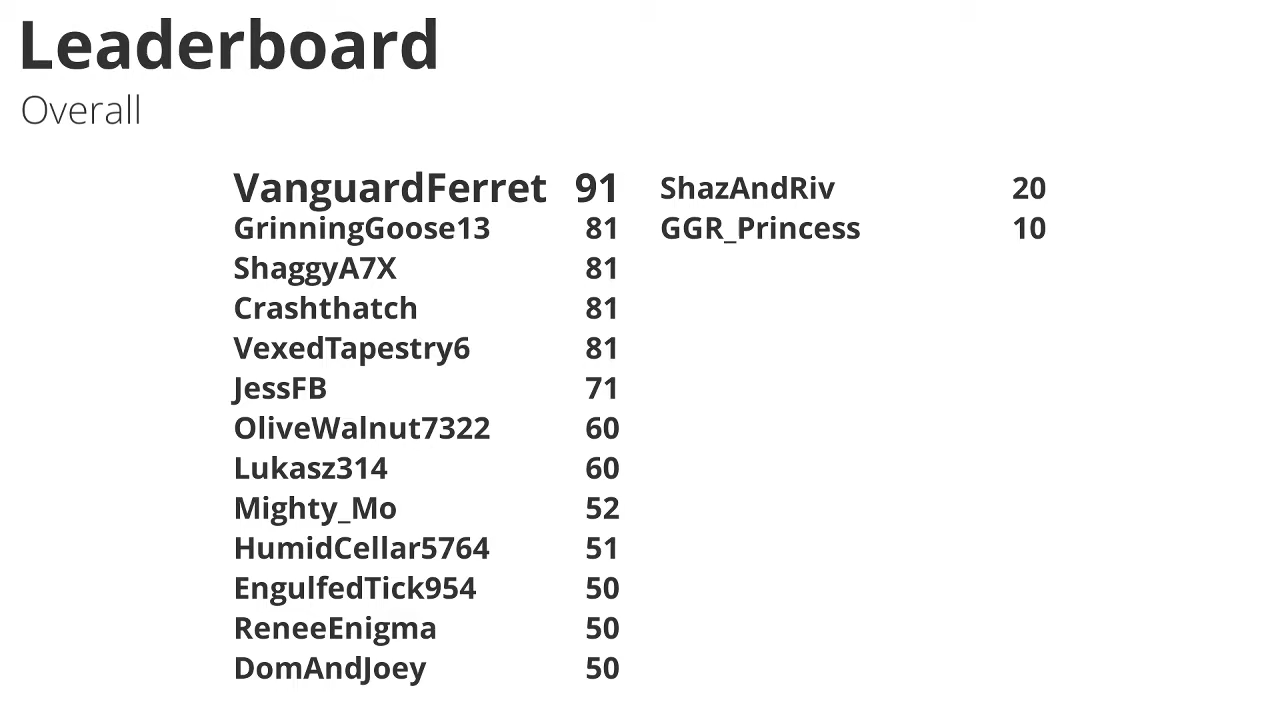 Leaderboard
Overall
VanguardFerret 91
GrinningGoose13 81
ShaggyA7X 81
Crashthatch 81
VexedTapestry6 81
JessFB 71
OliveWalnut7322 60
Lukasz314 60
Mighty_Mo 52
HumidCellar5764 51
EngulfedTick954 50
ReneeEnigma 50
DomAndJoey 50
ShazAndRiv 20
GGR_Princess 10